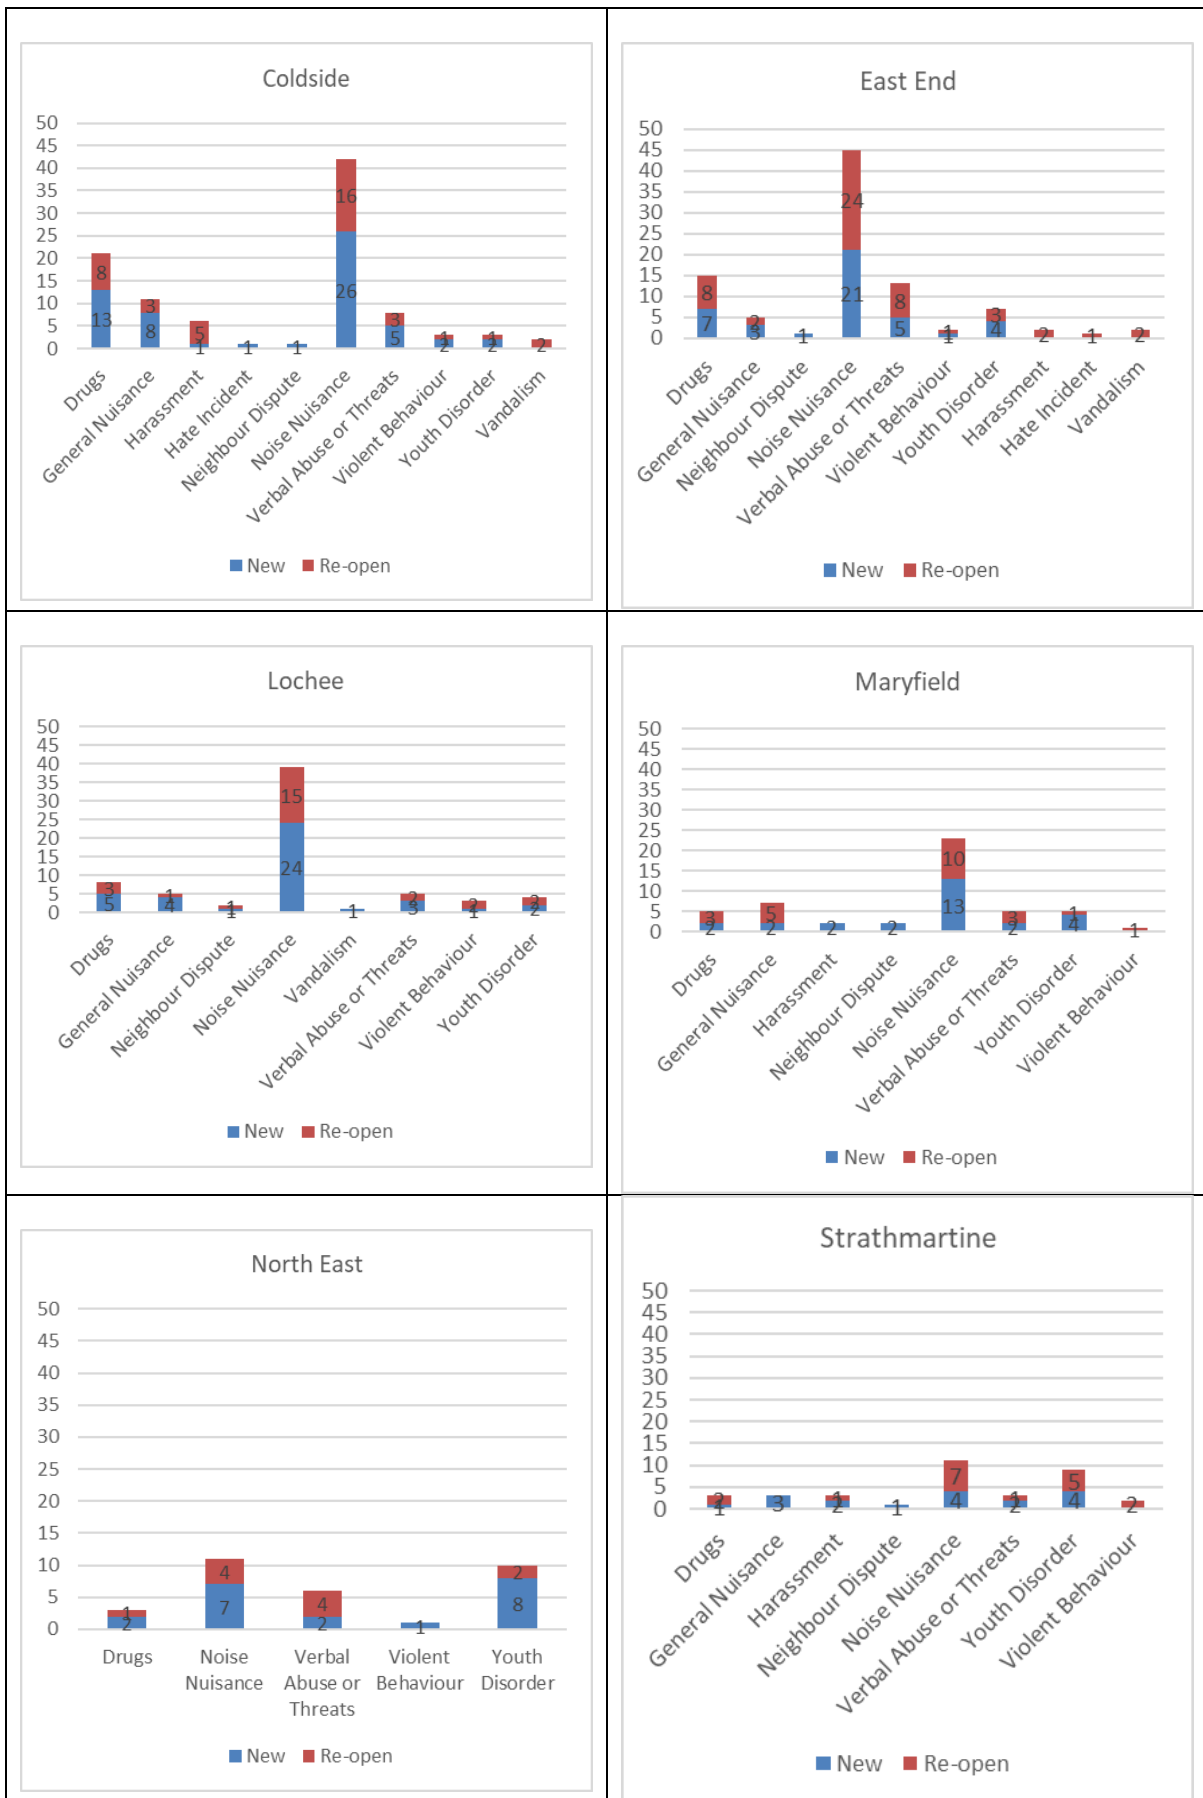 Coldside
50
45
40
35
30
25
20
15
10
5
0
8 3 5 16 3 1 1 2
13 8 1 1 1 26 5 2 2
Drugs
General Nuisance
Harassment
Hate Incident
Neighbour Dispute
Noise Nuisance
Verbal Abuse or Threats
Violent Behaviour
Youth Disorder
Vandalism
New Re-open
East End
50
45
40
35
30
25
20
15
10
5
0
8 2 24 8 1 3 2 1 2
7 3 1 21 5 1 4
Drugs
General Nuisance
Neighbour Dispute
Noise Nuisance
Verbal Abuse or Threats
Violent Behaviour
Youth Disorder
Harassment
Hate Incident
Vandalism
New Re-open
Lochee
50
45
40
35
30
25
20
15
10
5
0
3 1 1 15 2 2 2
5 4 1 24 1 3 1 2
Drugs
General Nuisance
Neighbour Dispute
Noise Nuisance
Vandalism
Verbal Abuse or Threats
Violent Behaviour
Youth Disorder
New Re-open
Maryfield
50
45
40
35
30
25
20
15
10
5
0
3 5 10 3 1 1
2 2 2 2 13 2 4
Drugs
General Nuisance
Harassment
Neighbour Dispute
Noise Nuisance
Verbal Abuse or Threats
Youth Disorder
Violent Behaviour
New Re-open
North East
50
45
40
35
30
25
20
15
10
5
0
1 4 4 2
2 7 2 1 8
Drugs
Noise
Nuisance
Verbal
Abuse or
Threats
Violent
Behaviour
Youth
Disorder
New Re-open
Strathmartine
50
45
40
35
30
25
20
15
10
5
0
2 1 7 1 5 2
1 3 2 1 4 2 4
Drugs
General Nuisance
Harassment
Neighbour Dispute
Noise Nuisance
Verbal Abuse or Threats
Youth Disorder
Violent Behaviour
New Re-open